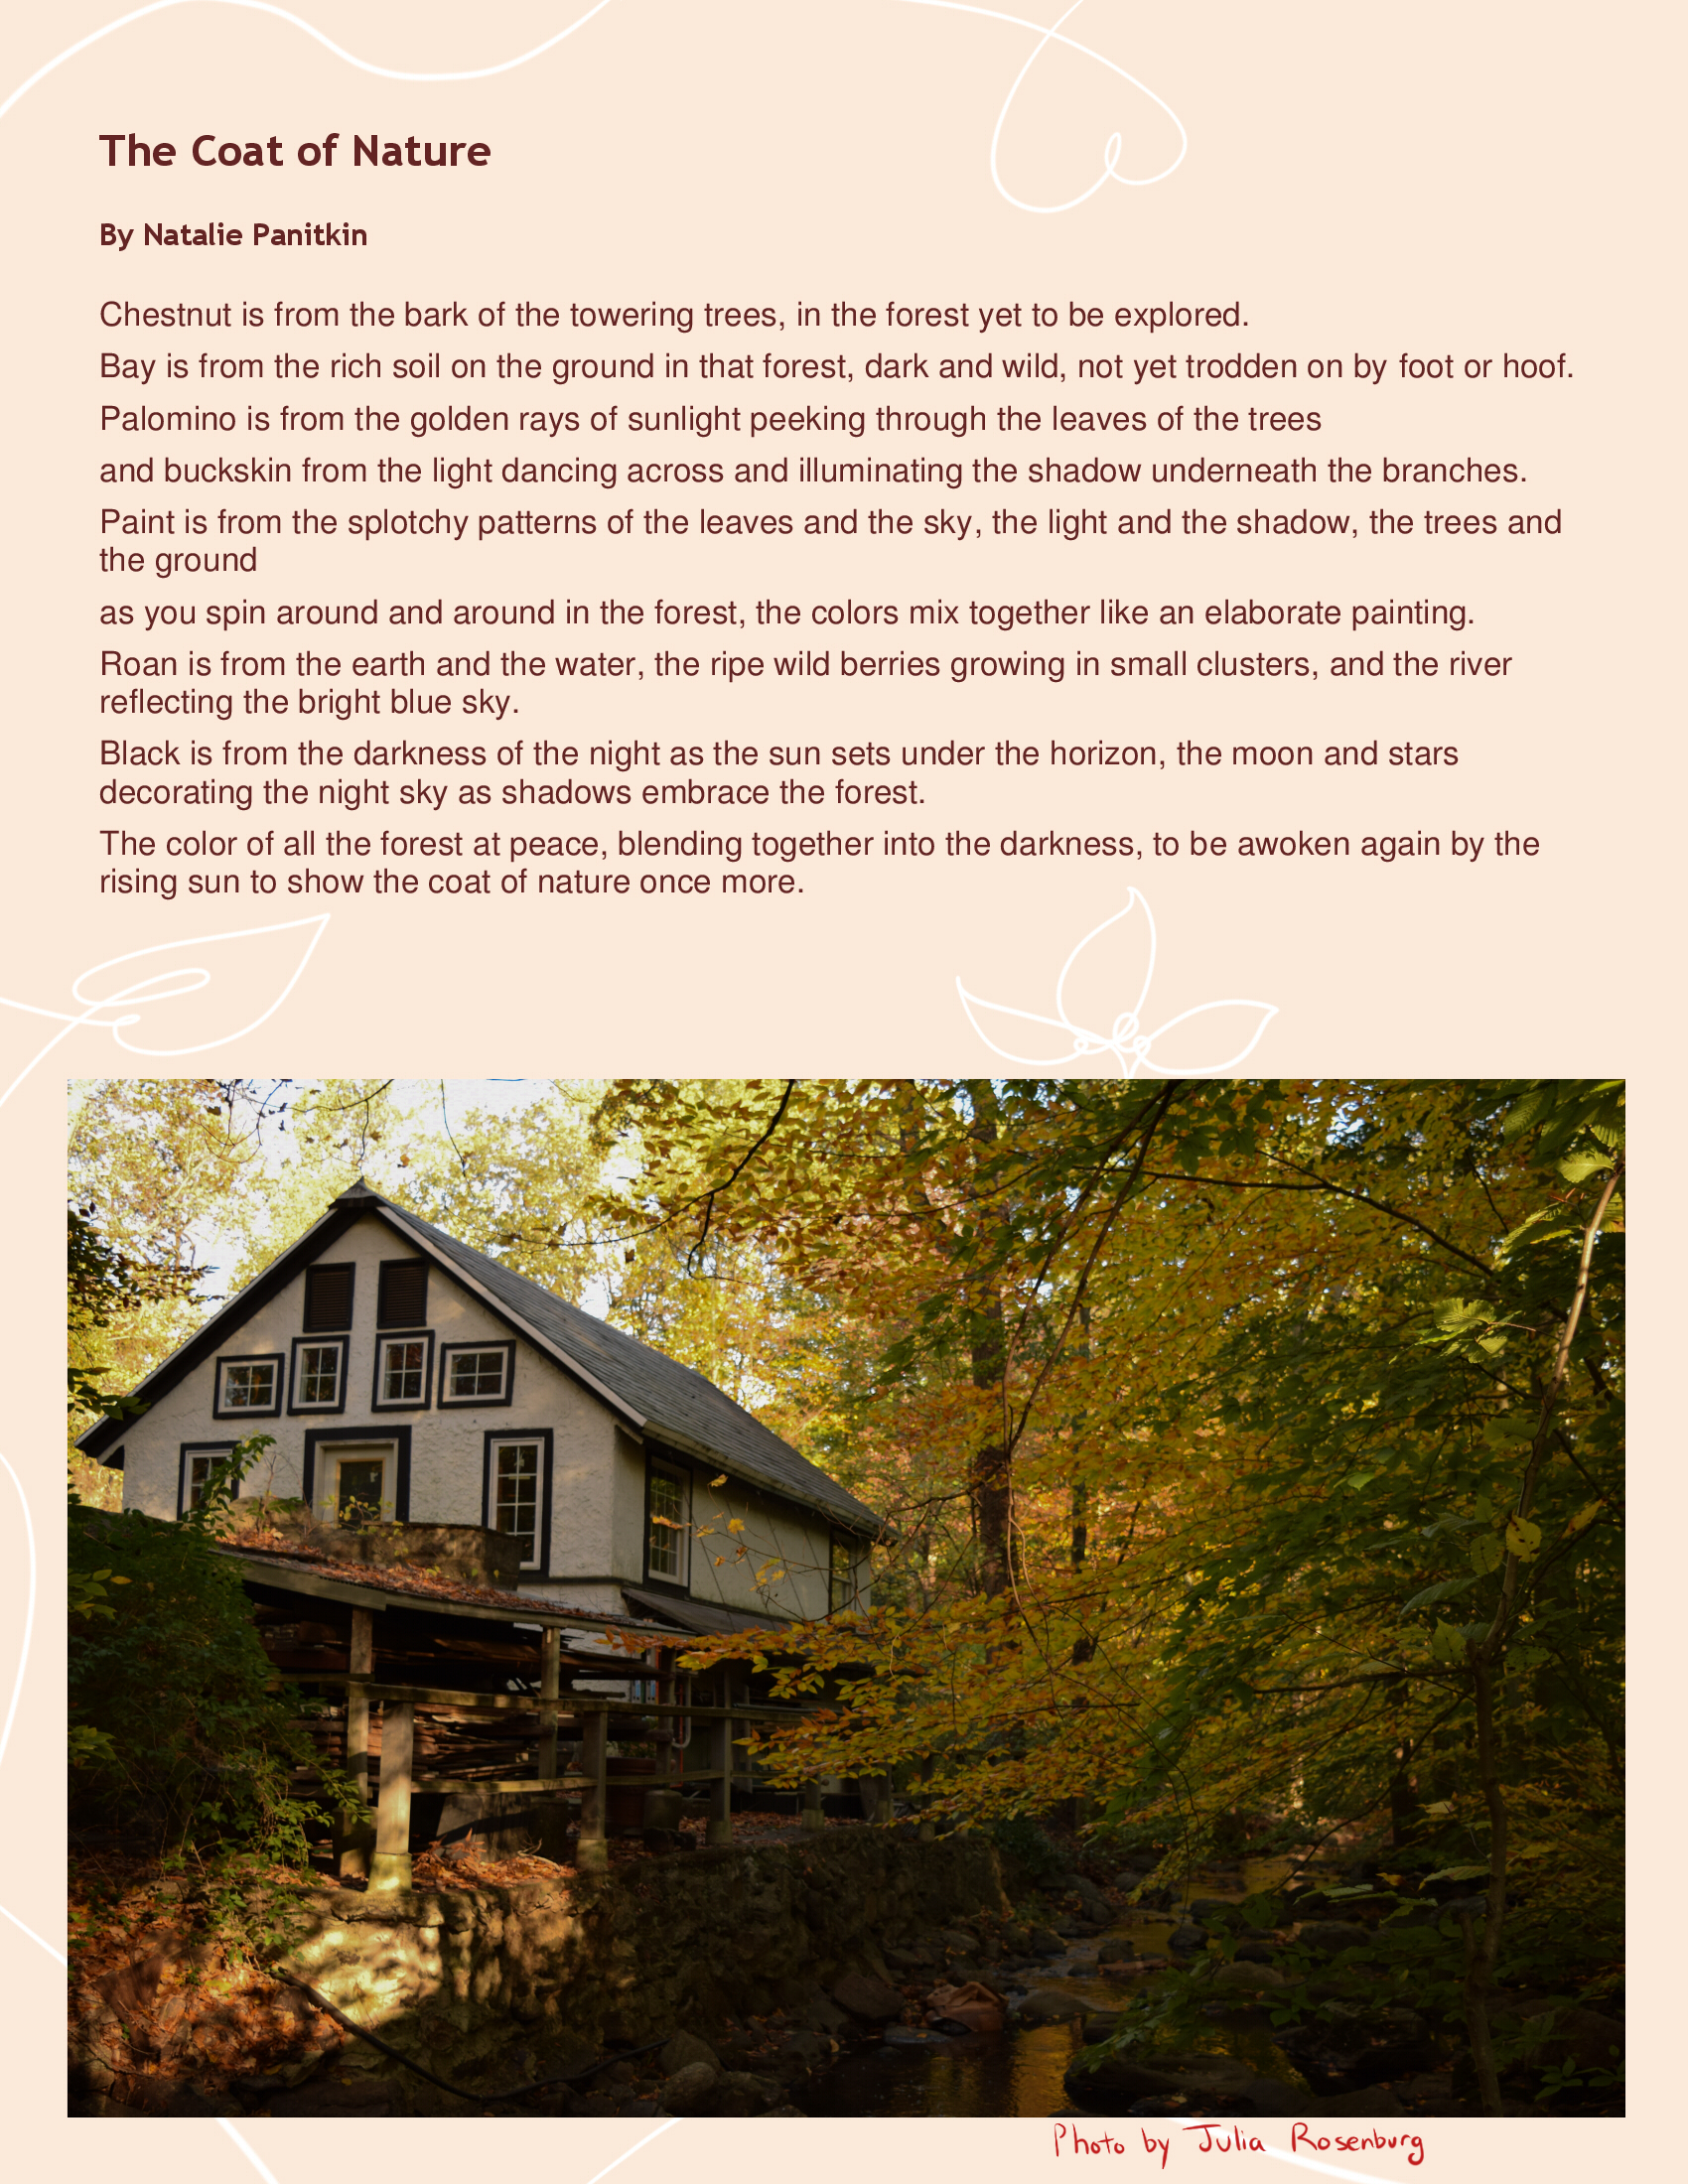 The Coat of Nature
By Natalie Panitkin
Chestnut is from the bark of the towering trees, in the forest yet to be explored.
Bay is from the rich soil on the ground in that forest, dark and wild, not yet trodden on by foot or hoof.
Palomino is from the golden rays of sunlight peeking through the leaves of the trees
and buckskin from the light dancing across and illuminating the shadow underneath the branches.
Paint is from the splotchy patterns of the leaves and the sky, the light and the shadow, the trees and
the ground
as you spin around and around in the forest, the colors mix together like an elaborate painting.
Roan is from the earth and the water, the ripe wild berries growing in small clusters, and the river
reflecting the bright blue sky.
Black is from the darkness of the night as the sun sets under the horizon, the moon and stars
decorating the night sky as shadows embrace the forest.
The color of all the forest at peace, blending together into the darkness, to be awoken again by the
rising sun to show the coat of nature once more.
Photo by Julia Rosenburg